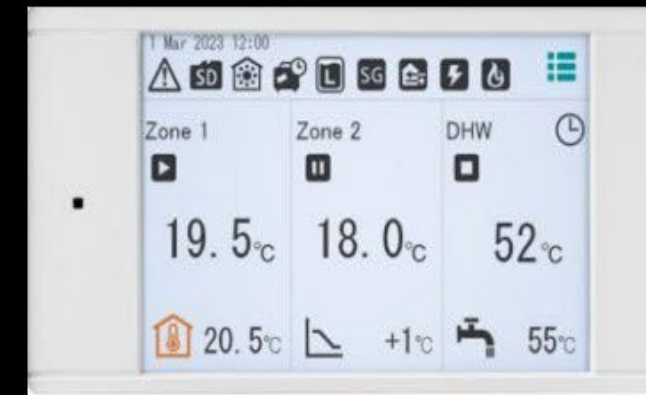 1 Mar 2023 12:00
SD L SG
Zone 1 Zone 2 DHW
19.5℃ 18.0℃ 52℃
20.5℃ +1℃ 55℃